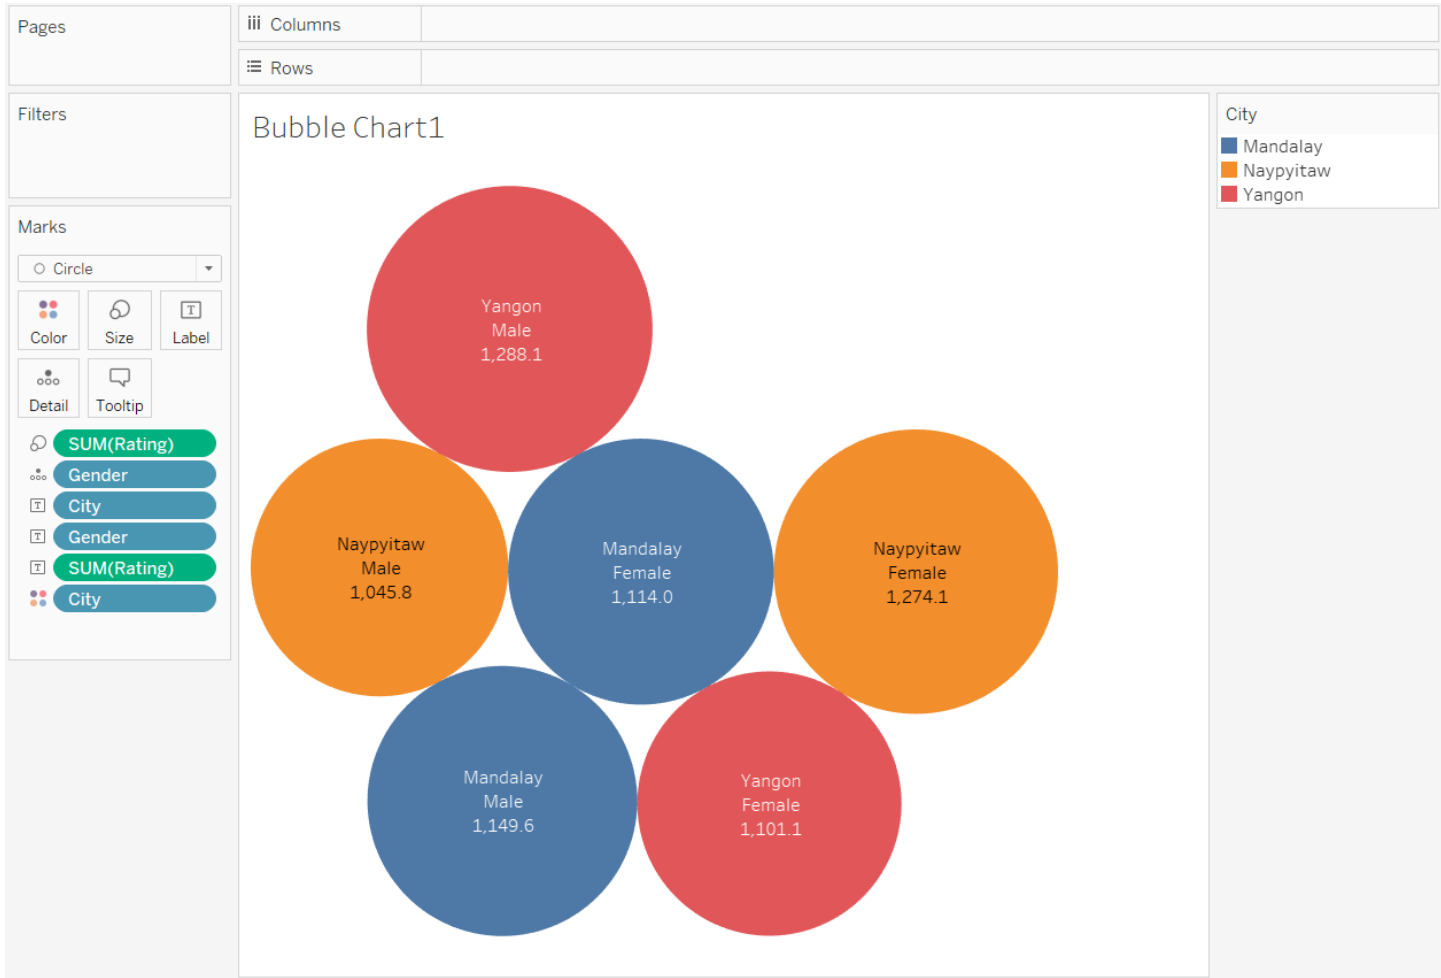 Pages
Columns
Rows
Filters
Marks
Circle
Color
Size
Label
Detail
Tooltip
SUM(Rating)
Gender
City
Gender
SUM(Rating)
City
Bubble Chart1
Yangon
Male
1,288.1
Naypyitaw
Male
1,045.8
Mandalay
Female
1,114.0
Naypyitaw
Female
1,274.1
Mandalay
Male
1,149.6
Yangon
Female
1,101.1
City
Mandalay
Naypyitaw
Yangon